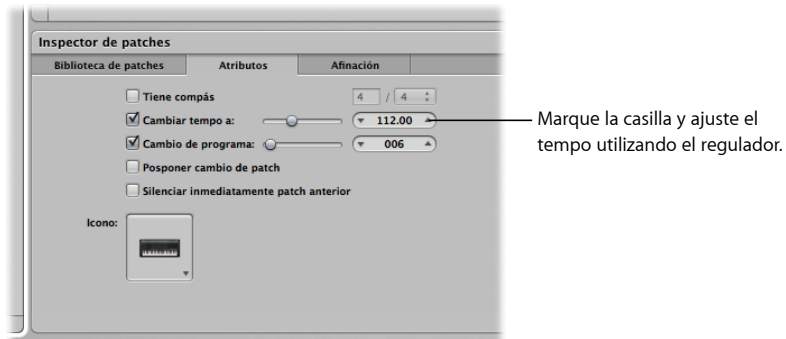 Inspector de patches
Biblioteca de patches Atributos Afinación
Tiene compás 4 / 4
Cambiar tempo a: 112.00
Cambio de programa: 006
Posponer cambio de patch
Silenciar inmediatamente patch anterior
Icono:
Marque la casilla y ajuste el
tempo utilizando el regulador.